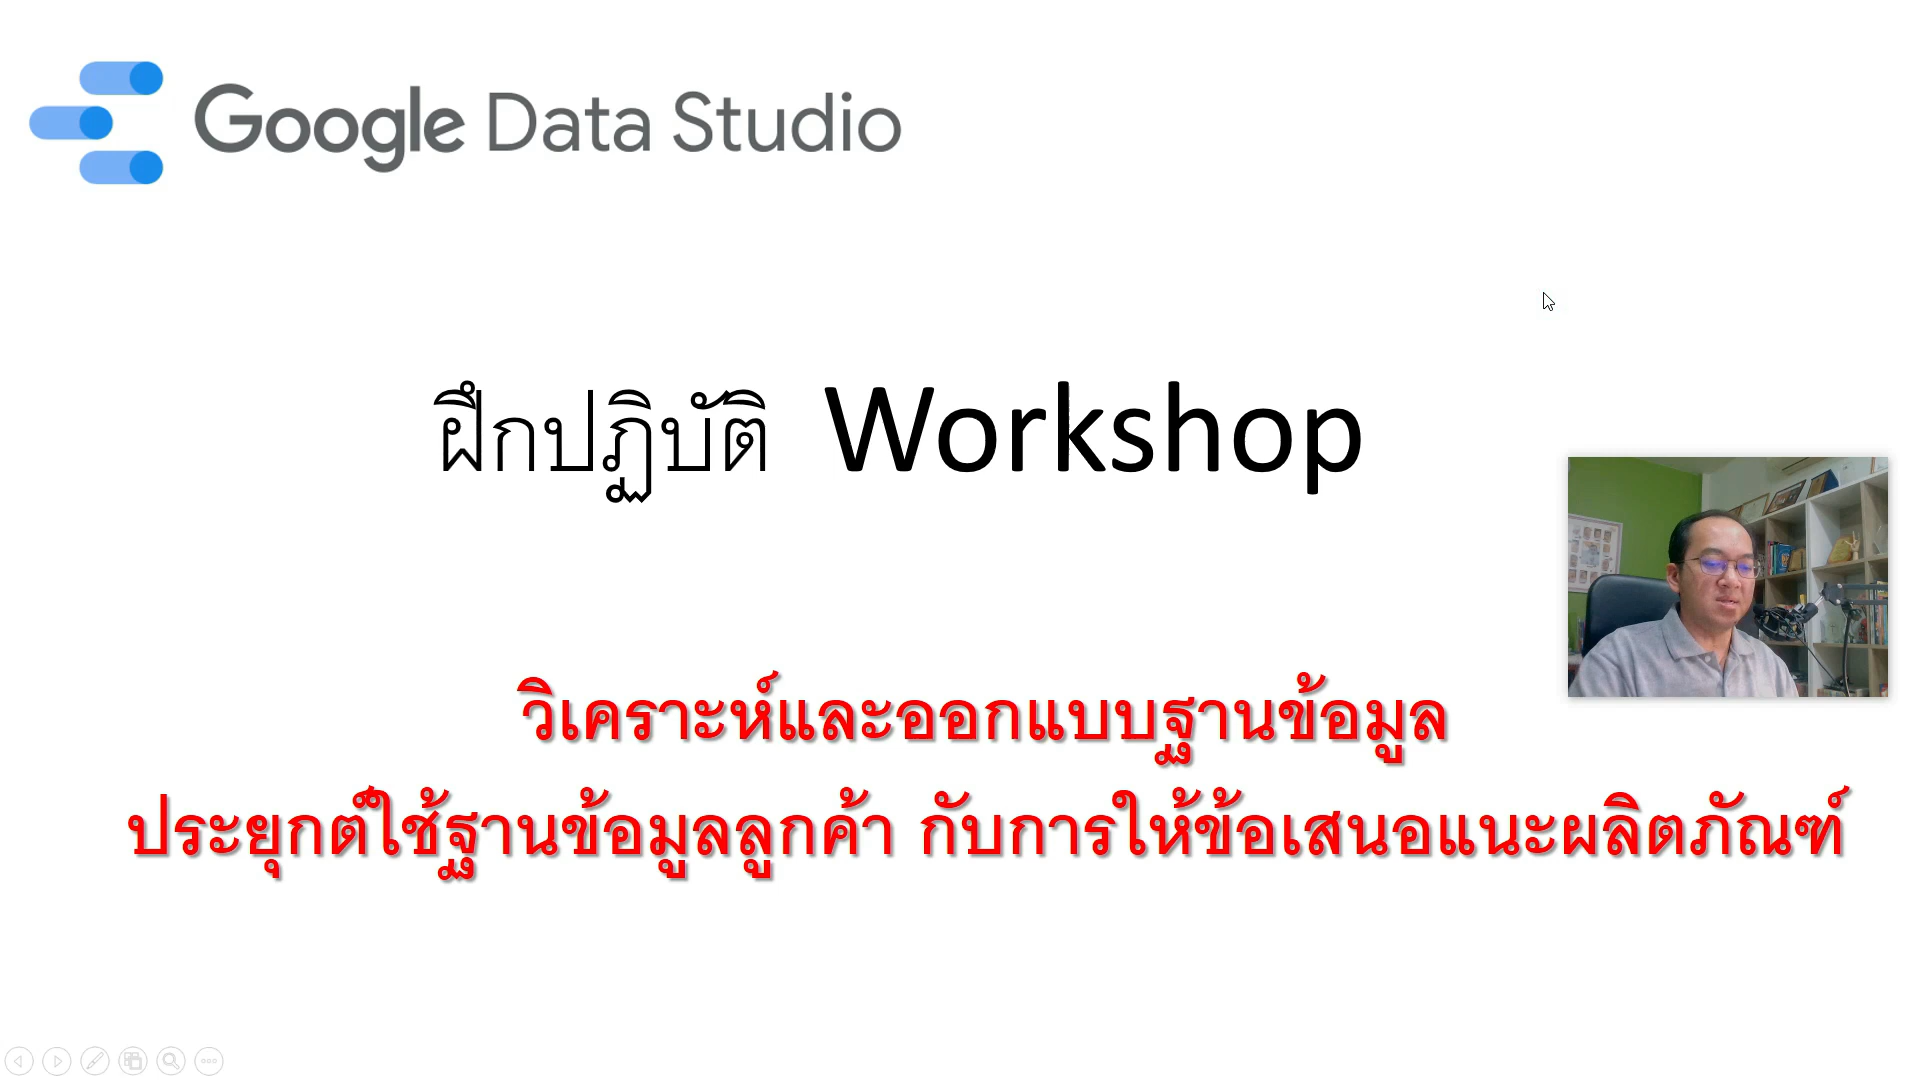 Google Data Studio
ฝึกปฏิบัติ Workshop
วิเคราะห์และออกแบบฐานข้อมูล
ประยุกต์ใช้ฐานข้อมูลลูกค้า กับการให้ข้อเสนอแนะผลิตภัณฑ์